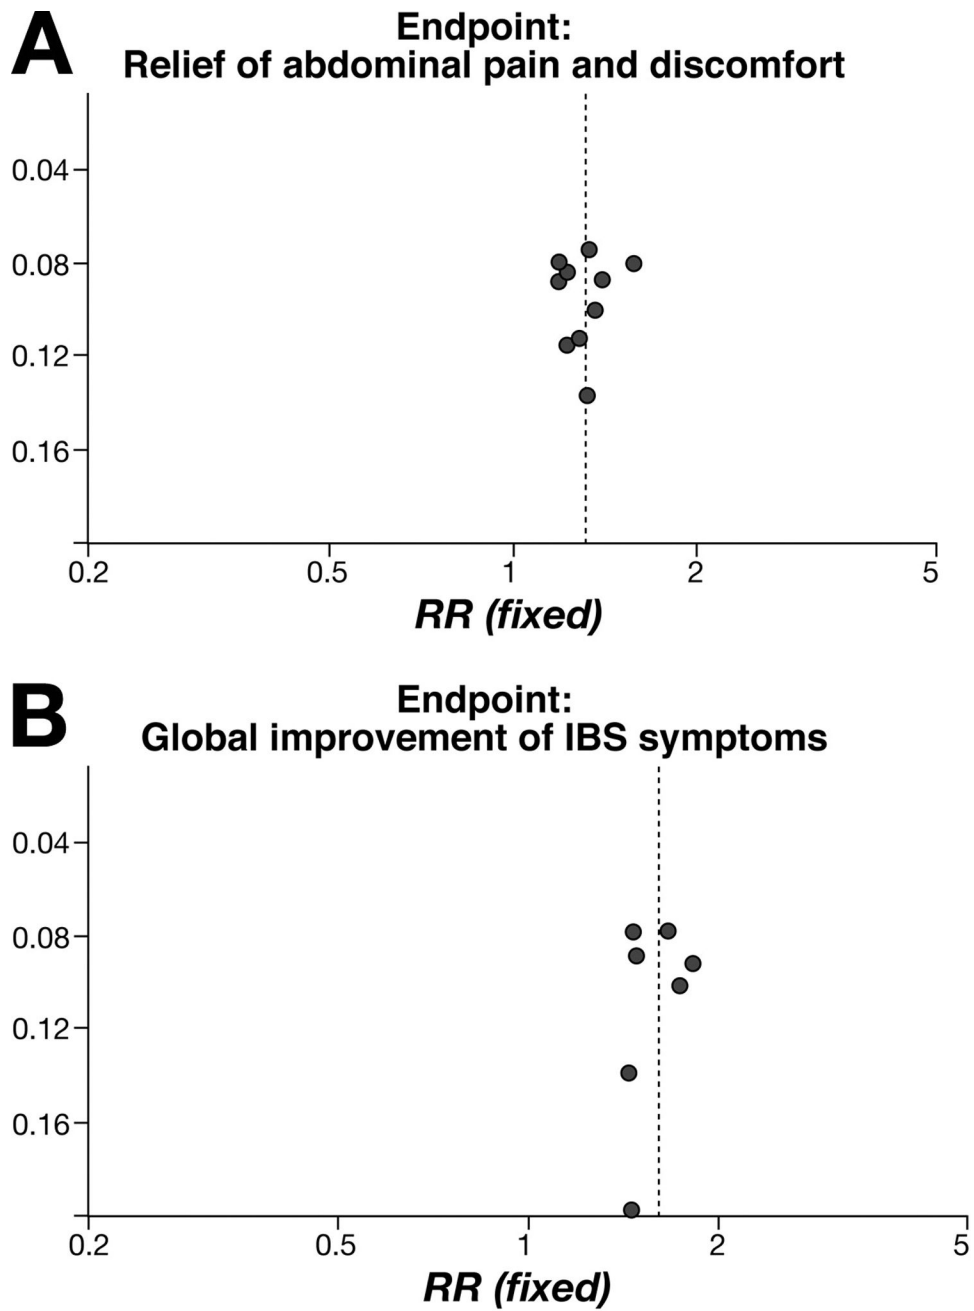 A
Endpoint:
Relief of abdominal pain and discomfort
0.04
0.08
0.12
0.16
0.2 0.5 1 2 5
RR (fixed)
B
Endpoint:
Global improvement of IBS symptoms
0.04
0.08
0.12
0.16
0.2 0.5 1 2 5
RR (fixed)